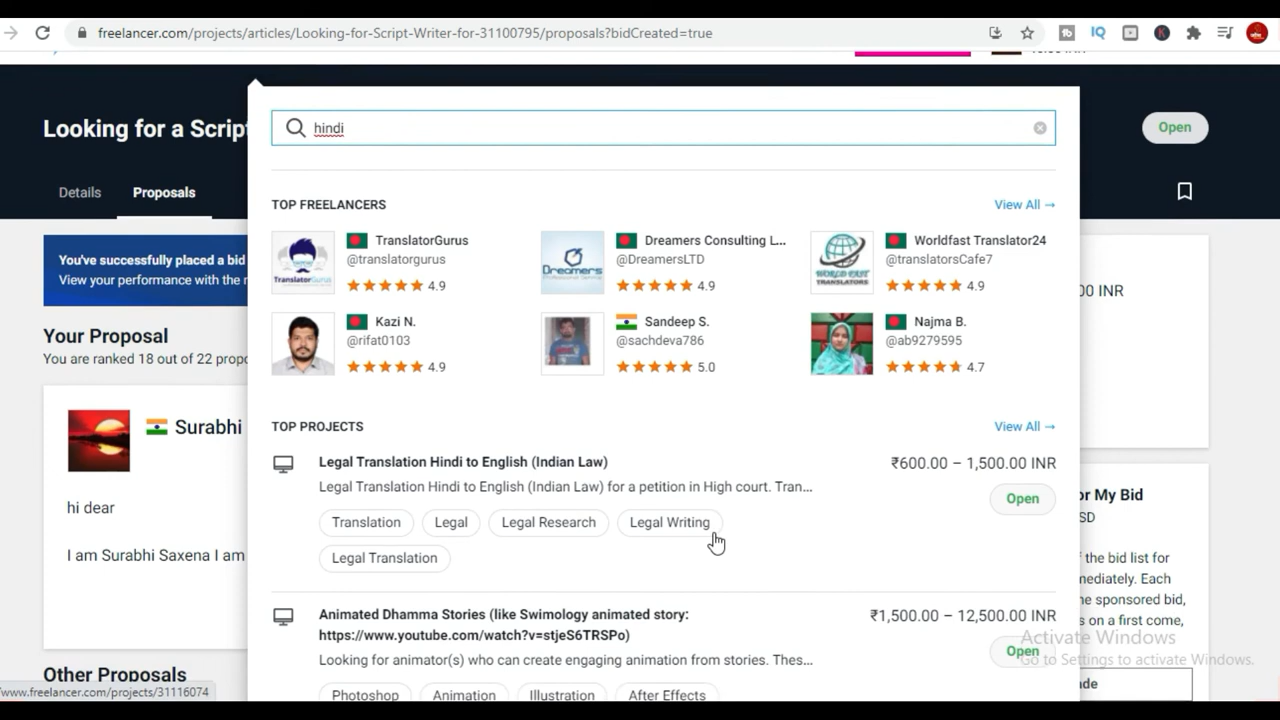 freelancer.com/projects/articles/Looking-for-Script-Writer-for-31100795/proposals?bidCreated=true
Looking for a Script
hindi
Open
Details
Proposals
TOP FREELANCERS
View All →
You've successfully placed a bid
View your performance with the
TranslatorGurus
@translatorgurus
4.9
Dreamers Consulting L...
@DreamersLTD
4.9
Worldfast Translator24
@translatorsCafe7
4.9
00 INR
Your Proposal
You are ranked 18 out of 22 propo
Kazi N.
@rifat0103
4.9
Sandeep S.
@sachdeva786
5.0
Najma B.
@ab9279595
4.7
Surabhi
hi dear
I am Surabhi Saxena I am
TOP PROJECTS
View All →
Legal Translation Hindi to English (Indian Law)
₹600.00 – 1,500.00 INR
Legal Translation Hindi to English (Indian Law) for a petition in High court. Tran...
Open
Translation
Legal
Legal Research
Legal Writing
Legal Translation
Animated Dhamma Stories (like Swimology animated story:
https://www.youtube.com/watch?v=stjeS6TRSPo)
₹1,500.00 – 12,500.00 INR
Looking for animator(s) who can create engaging animation from stories. Thes...
Open
Photoshop
Animation
Illustration
After Effects
or My Bid
SD
f the bid list for
mediately. Each
e sponsored bid,
s on a first come,
Activate Windows
Go to Settings to activate Windows.
ade
Other Proposals
www.freelancer.com/projects/31116074